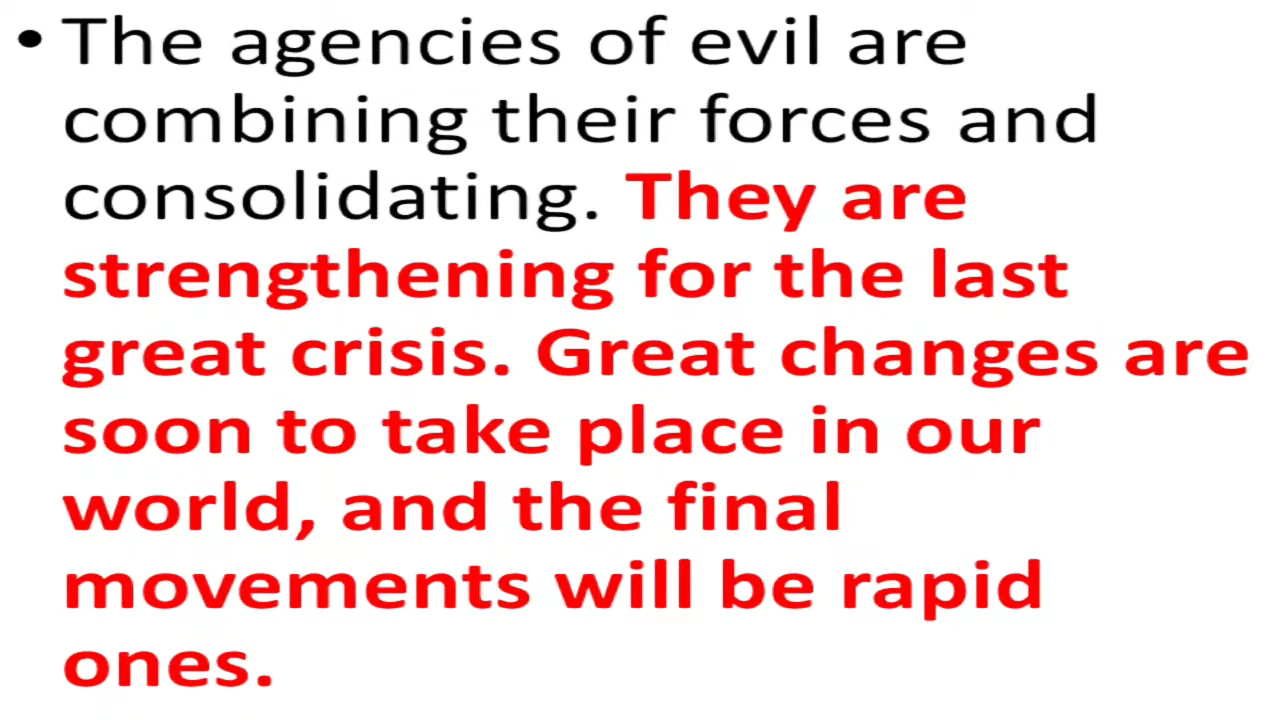 • The agencies of evil are
combining their forces and
consolidating. They are
strengthening for the last
great crisis. Great changes are
soon to take place in our
world, and the final
movements will be rapid
ones.